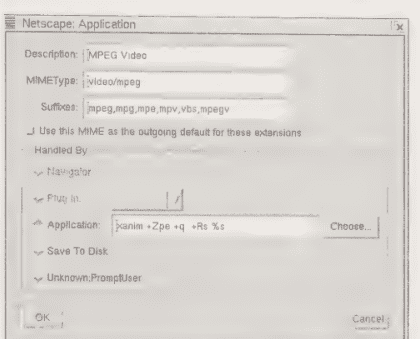 Netscape: Application
Description: MPEG Video
MIMEType: video/mpeg
Suffixes: mpeg,mpg,mpe,mpv,vbs,mpegv
Use this MIME as the outgoing default for these extensions
Handled By
Navigator
Plug In:
Application: xanim +Zpe +q +Rs %s Choose...
Save To Disk
Unknown:PromptUser
OK Cancel